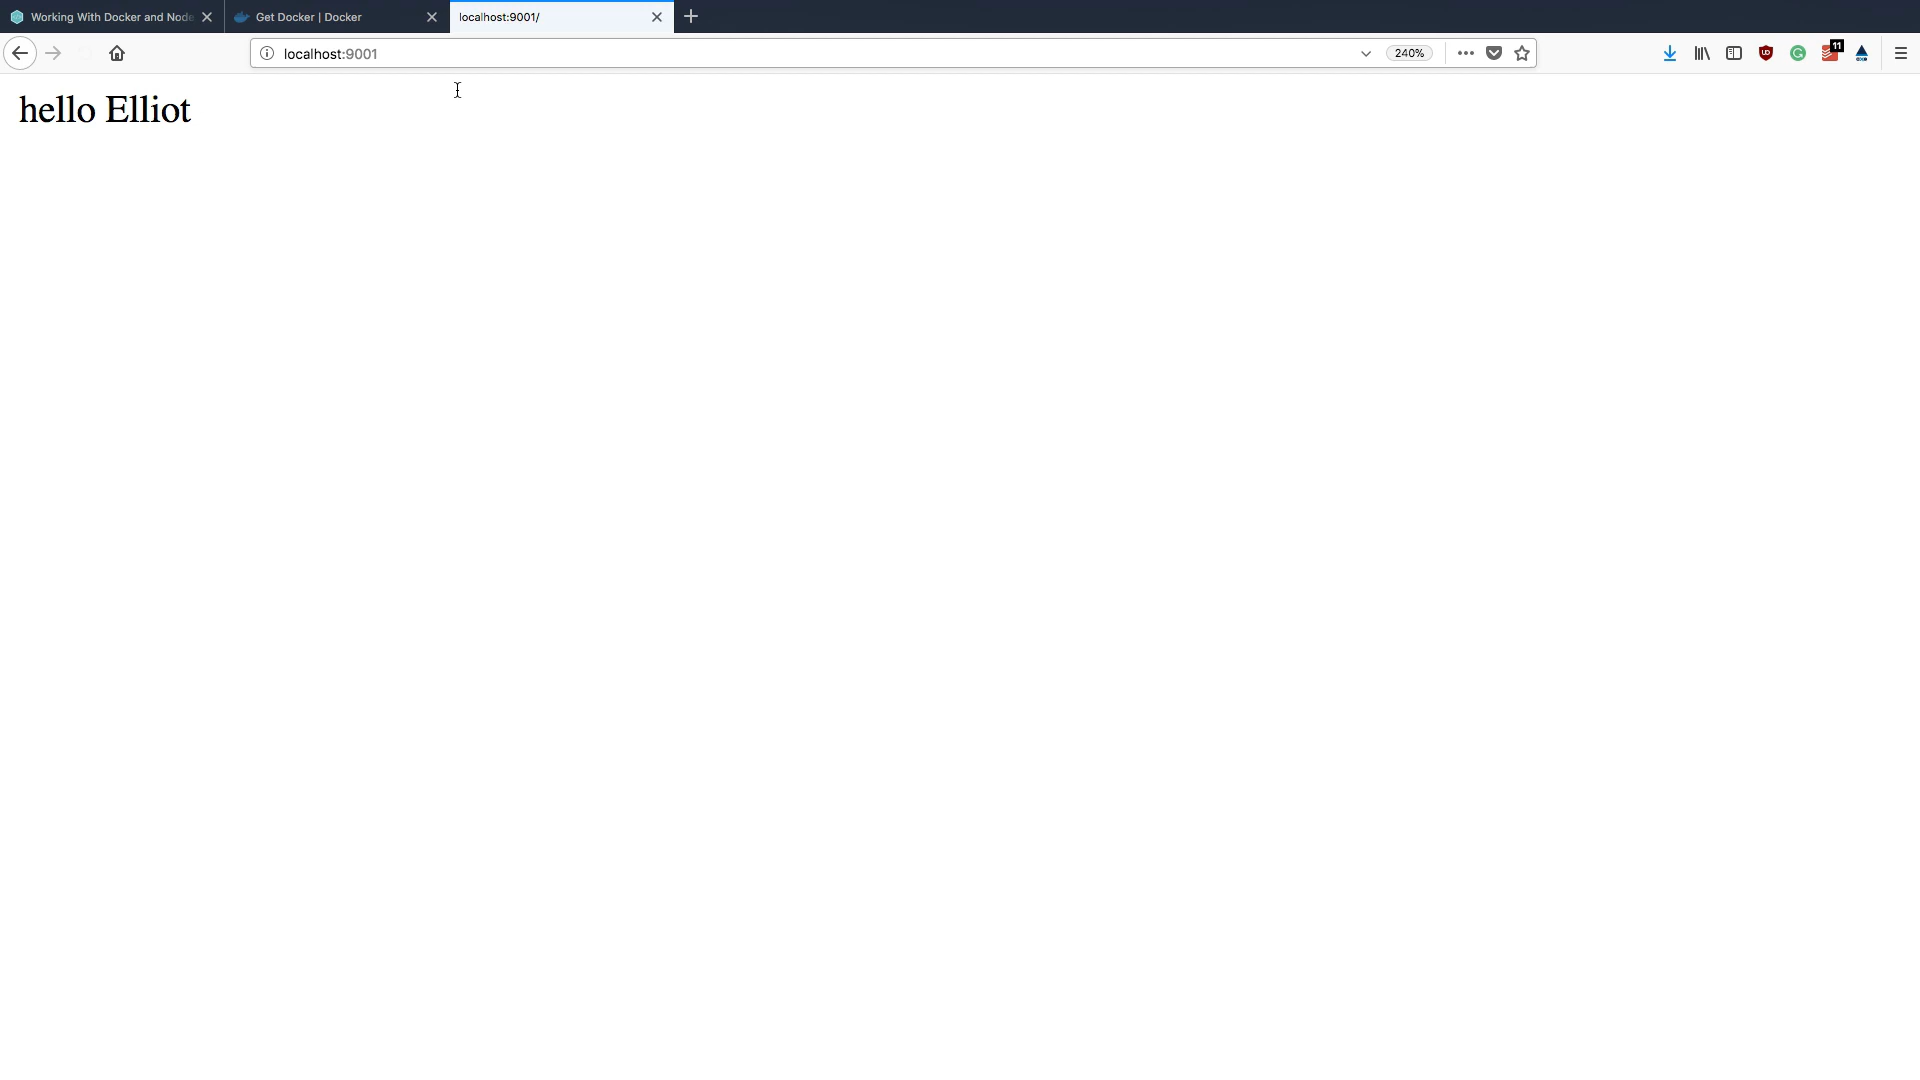 Working With Docker and Node
Get Docker | Docker
localhost:9001/
localhost:9001
240%
11
hello Elliot